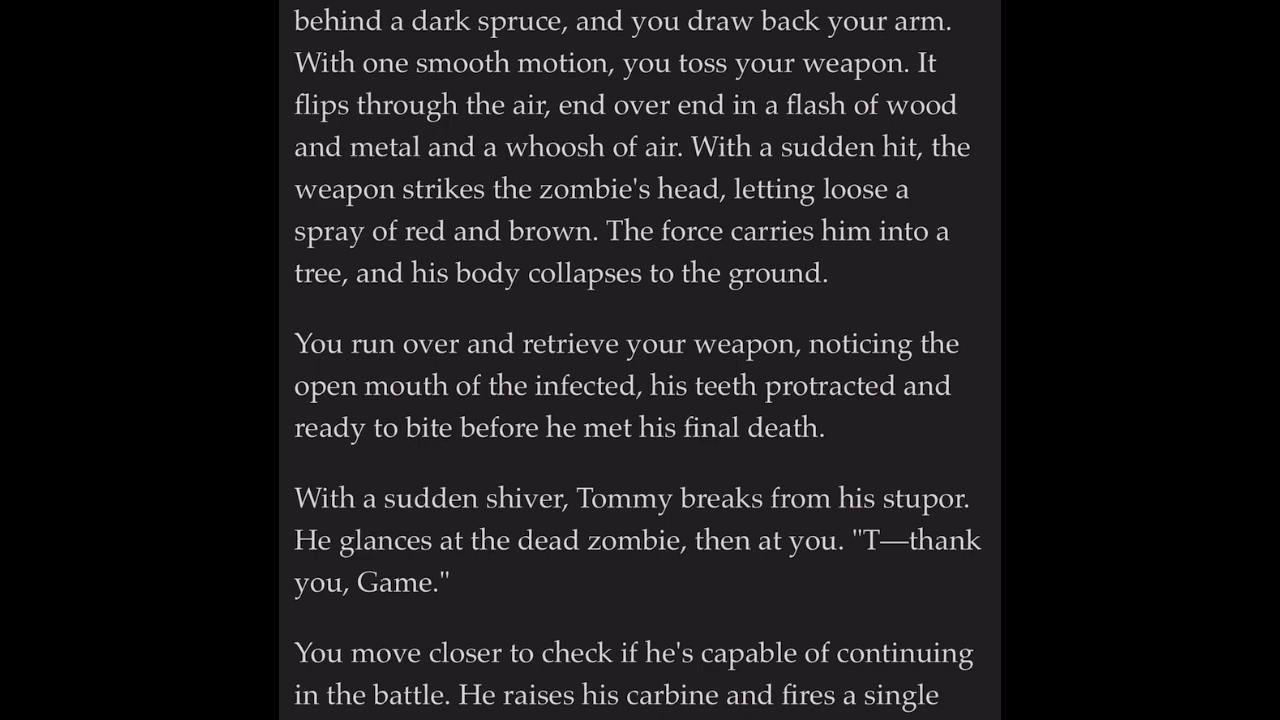 behind a dark spruce, and you draw back your arm.
With one smooth motion, you toss your weapon. It
flips through the air, end over end in a flash of wood
and metal and a whoosh of air. With a sudden hit, the
weapon strikes the zombie's head, letting loose a
spray of red and brown. The force carries him into a
tree, and his body collapses to the ground.
You run over and retrieve your weapon, noticing the
open mouth of the infected, his teeth protracted and
ready to bite before he met his final death.
With a sudden shiver, Tommy breaks from his stupor.
He glances at the dead zombie, then at you. "T—thank
you, Game."
You move closer to check if he's capable of continuing
in the battle. He raises his carbine and fires a single